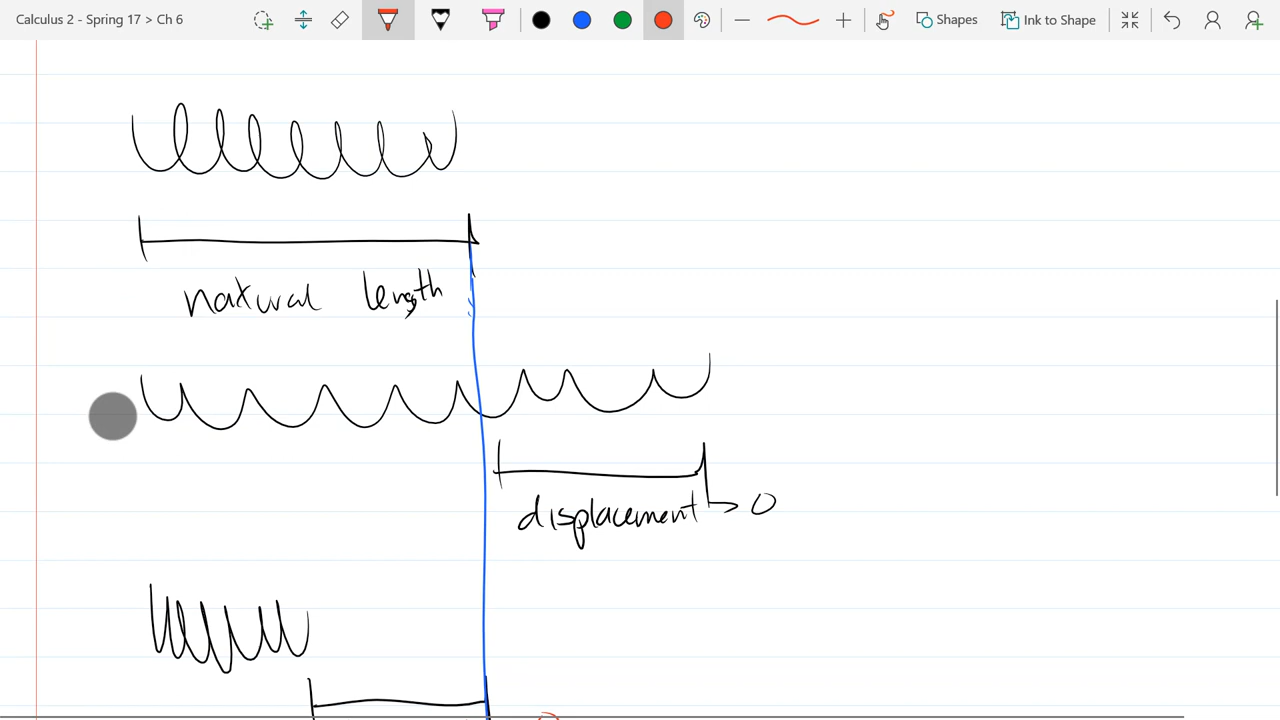 Calculus 2 - Spring 17 > Ch 6
Shapes
Ink to Shape
natural length
displacement > 0